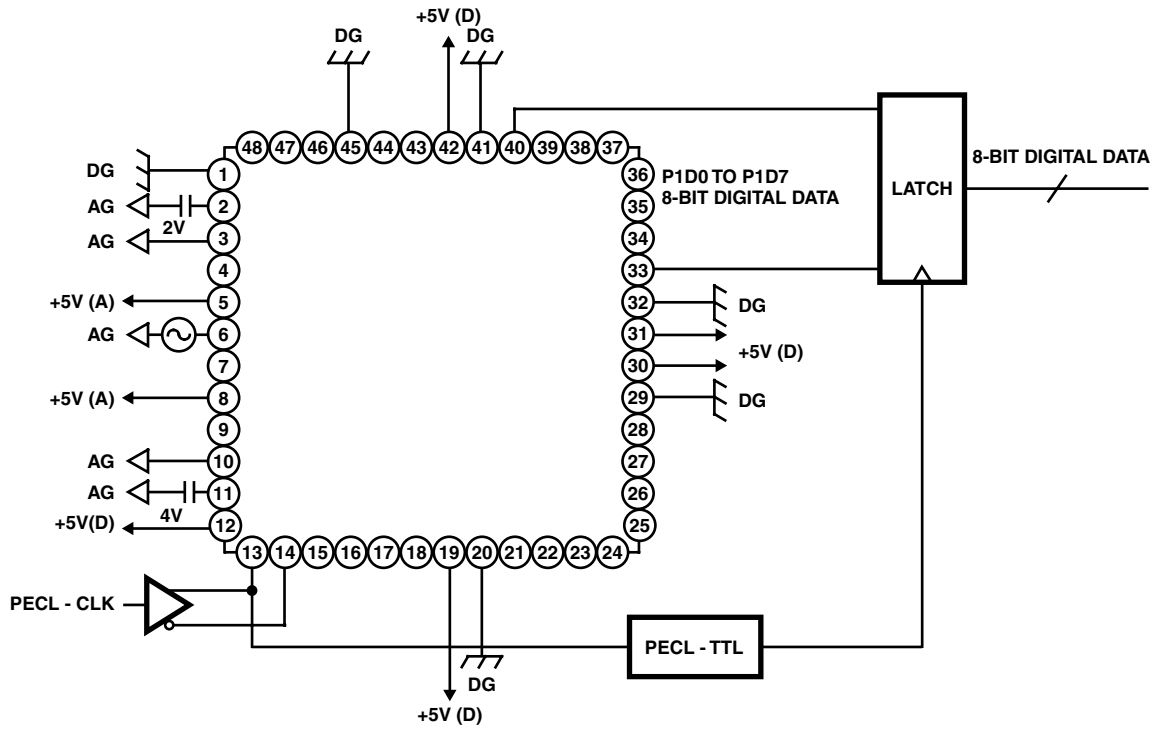 +5V (D)
DG
DG
48 47 46 45 44 43 42 41 40 39 38 37
DG
1
AG
2
2V
AG
3
4
+5V (A)
5
AG
6
7
+5V (A)
8
9
AG
10
AG
11
4V
+5V(D)
12
36
P1D0 TO P1D7
8-BIT DIGITAL DATA
35
34
33
32
DG
31
+5V (D)
30
29
DG
28
27
26
25
LATCH
8-BIT DIGITAL DATA
13 14 15 16 17 18 19 20 21 22 23 24
PECL - CLK
PECL - TTL
DG
+5V (D)